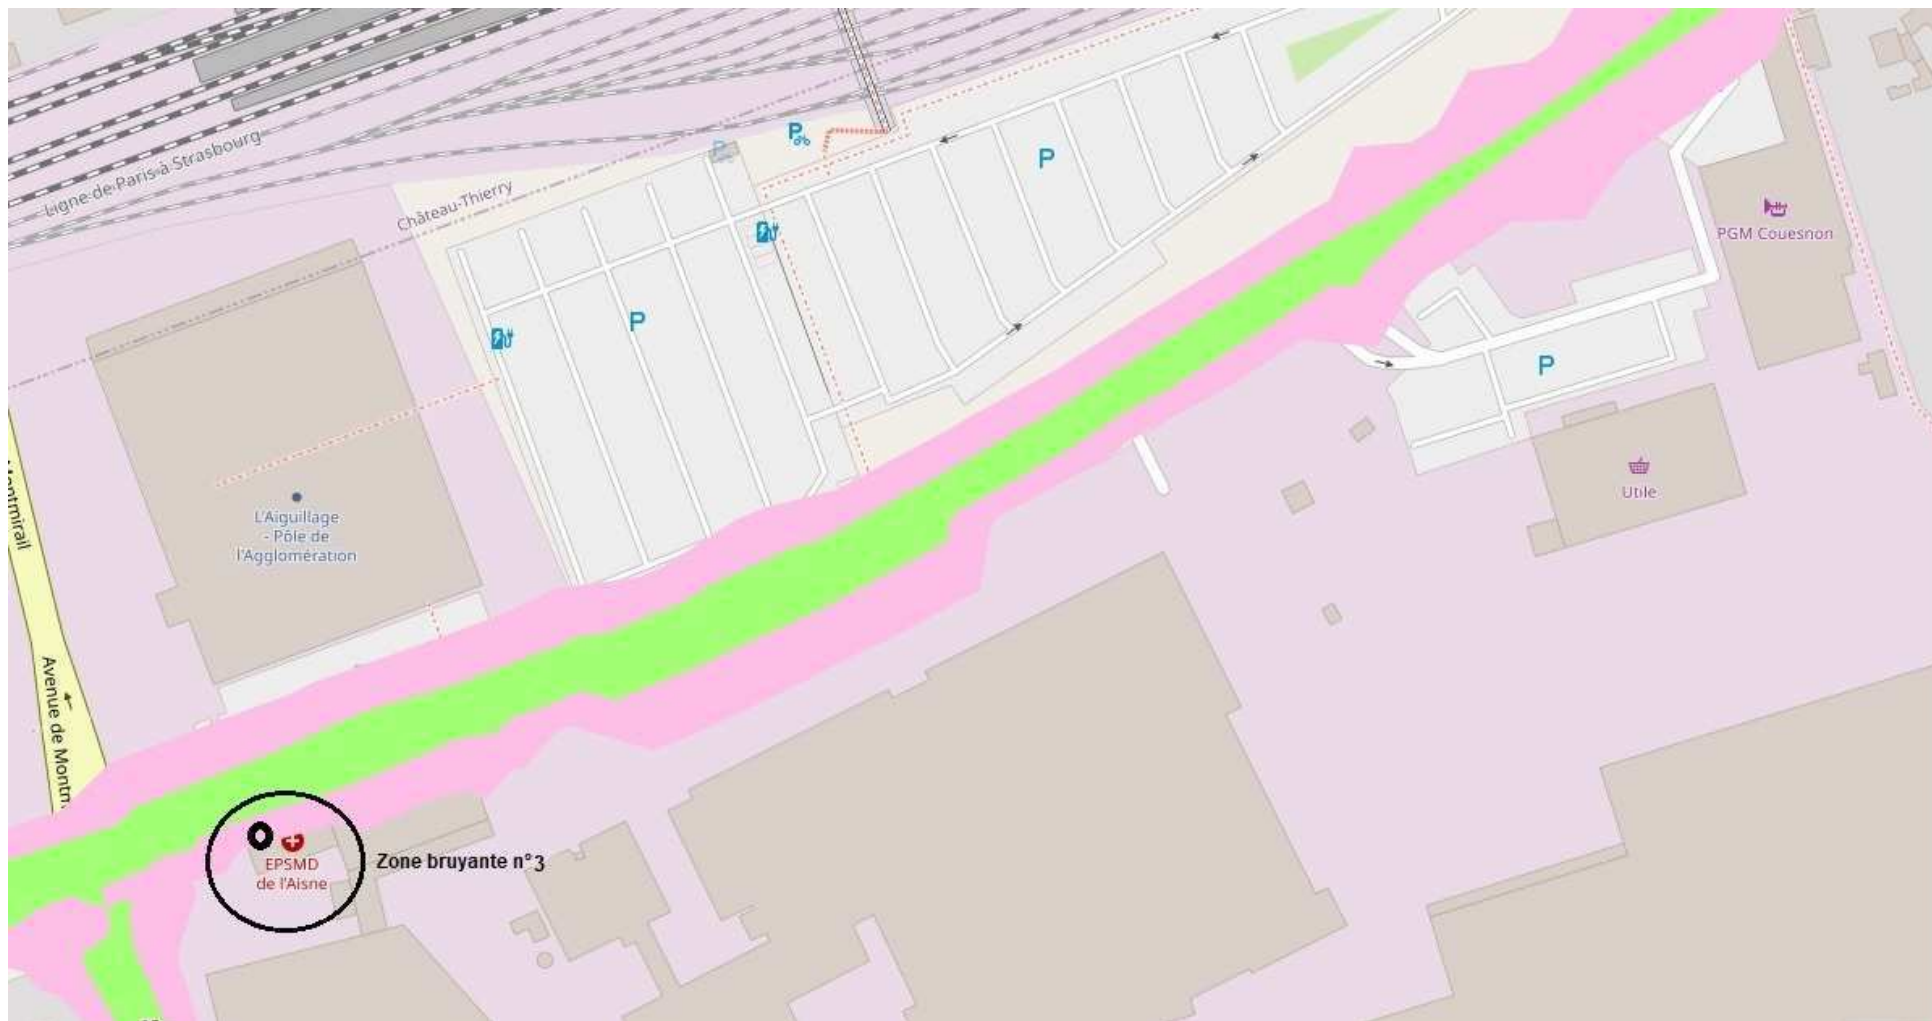 Ligne de Paris à Strasbourg
Château-Thierry
P
P
P
PGM Couesnon
P
Utile
L'Aiguillage
- Pôle de
l'Agglomération
Montmirail
Avenue de Montm
EPSMD
de l'Aisne
Zone bruyante n°3